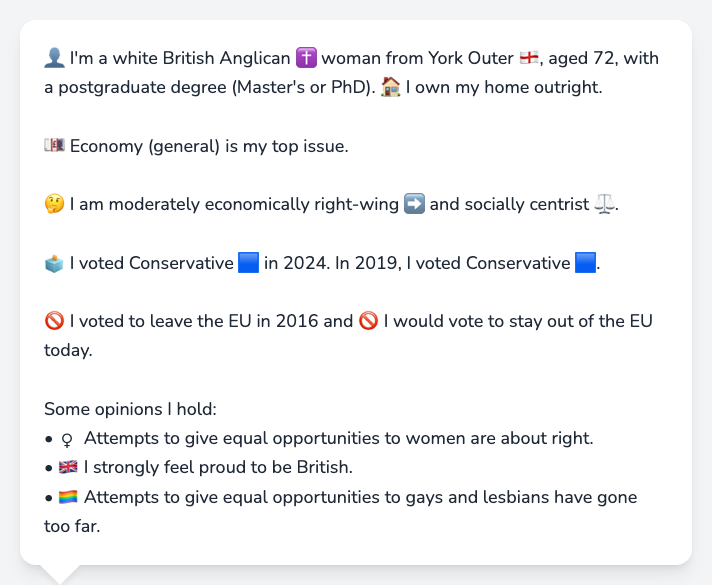 👤 I'm a white British Anglican ✝️ woman from York Outer 🏴󠁧󠁢󠁥󠁮󠁧󠁿, aged 72, with
a postgraduate degree (Master's or PhD). 🏠 I own my home outright.
💷 Economy (general) is my top issue.
🤔 I am moderately economically right-wing ➡️ and socially centrist ⚖️.
🗳️ I voted Conservative 🟦 in 2024. In 2019, I voted Conservative 🟦.
🚫 I voted to leave the EU in 2016 and 🚫 I would vote to stay out of the EU
today.
Some opinions I hold:
• ♀ Attempts to give equal opportunities to women are about right.
• 🇬🇧 I strongly feel proud to be British.
• 🏳️‍🌈 Attempts to give equal opportunities to gays and lesbians have gone
too far.